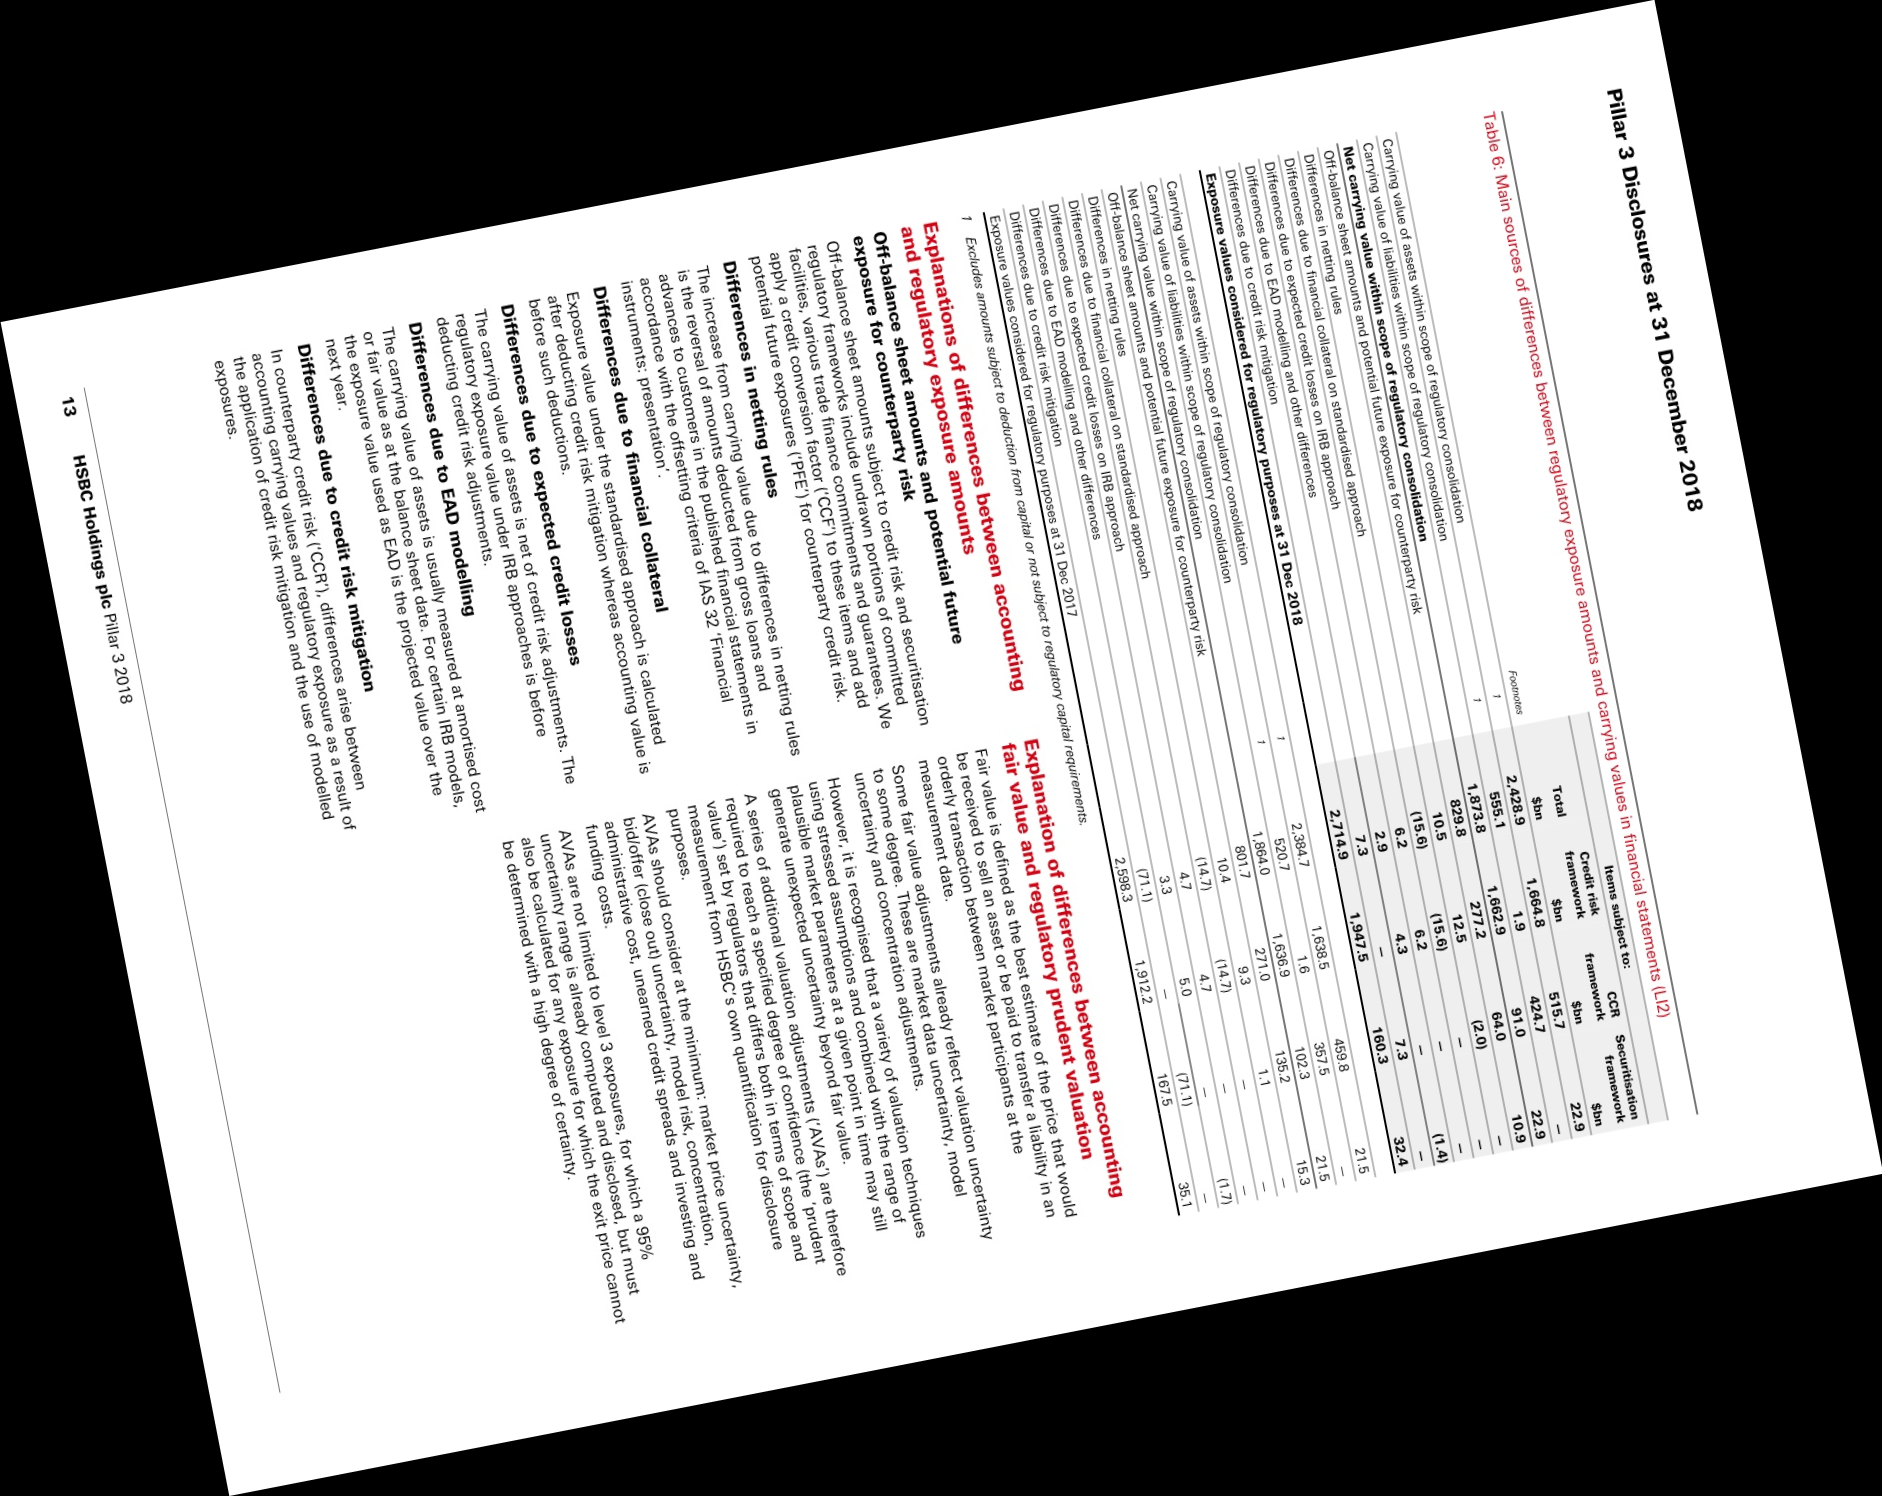 Pillar 3 Disclosures at 31 December 2018
Table 6: Main sources of differences between regulatory exposure amounts and carrying values in financial statements (LI2)
Items subject to:
Total Credit risk framework CCR framework Securitisation framework
Footnotes $bn $bn $bn $bn
Carrying value of assets within scope of regulatory consolidation 1 2,428.9 1,664.8 515.7 22.9
Carrying value of liabilities within scope of regulatory consolidation 1 555.1 1.9 424.7 –
Net carrying value within scope of regulatory consolidation 1,873.8 1,662.9 91.0 22.9
Off-balance sheet amounts and potential future exposure for counterparty risk 829.8 277.2 64.0 10.9
Differences in netting rules 10.5 12.5 (2.0) –
Differences due to financial collateral on standardised approach (15.6) (15.6) – –
Differences due to expected credit losses on IRB approach 6.2 6.2 – –
Differences due to EAD modelling and other differences 2.9 4.3 – (1.4)
Differences due to credit risk mitigation 7.3 – 7.3 –
Exposure values considered for regulatory purposes at 31 Dec 2018 2,714.9 1,947.5 160.3 32.4
Carrying value of assets within scope of regulatory consolidation 1 2,384.7 1,638.5 459.8 21.5
Carrying value of liabilities within scope of regulatory consolidation 1 520.7 1.6 357.5 –
Net carrying value within scope of regulatory consolidation 1,864.0 1,636.9 102.3 21.5
Off-balance sheet amounts and potential future exposure for counterparty risk 801.7 271.0 135.2 15.3
Differences in netting rules 10.4 9.3 1.1 –
Differences due to financial collateral on standardised approach (14.7) (14.7) – –
Differences due to expected credit losses on IRB approach 4.7 4.7 – –
Differences due to EAD modelling and other differences 3.3 5.0 – (1.7)
Differences due to credit risk mitigation (71.1) – (71.1) –
Exposure values considered for regulatory purposes at 31 Dec 2017 2,598.3 1,912.2 167.5 35.1
1 Excludes amounts subject to deduction from capital or not subject to regulatory capital requirements.
Explanations of differences between accounting
and regulatory exposure amounts
Off-balance sheet amounts and potential future
exposure for counterparty risk
Off-balance sheet amounts subject to credit risk and securitisation
regulatory frameworks include undrawn portions of committed
facilities, various trade finance commitments and guarantees. We
apply a credit conversion factor ('CCF') to these items and add
potential future exposures ('PFE') for counterparty credit risk.
Differences in netting rules
The increase from carrying value due to differences in netting rules
is the reversal of amounts deducted from gross loans and
advances to customers in the published financial statements in
accordance with the offsetting criteria of IAS 32 'Financial
instruments: presentation'.
Differences due to financial collateral
Exposure value under the standardised approach is calculated
after deducting credit risk mitigation whereas accounting value is
before such deductions.
Differences due to expected credit losses
The carrying value of assets is net of credit risk adjustments. The
regulatory exposure value under IRB approaches is before
deducting credit risk adjustments.
Differences due to EAD modelling
The carrying value of assets is usually measured at amortised cost
or fair value as at the balance sheet date. For certain IRB models,
the exposure value used as EAD is the projected value over the
next year.
Differences due to credit risk mitigation
In counterparty credit risk ('CCR'), differences arise between
accounting carrying values and regulatory exposure as a result of
the application of credit risk mitigation and the use of modelled
exposures.
Explanation of differences between accounting
fair value and regulatory prudent valuation
Fair value is defined as the best estimate of the price that would
be received to sell an asset or be paid to transfer a liability in an
orderly transaction between market participants at the
measurement date.
Some fair value adjustments already reflect valuation uncertainty
to some degree. These are market data uncertainty, model
uncertainty and concentration adjustments.
However, it is recognised that a variety of valuation techniques
using stressed assumptions and combined with the range of
plausible market parameters at a given point in time may still
generate unexpected uncertainty beyond fair value.
A series of additional valuation adjustments ('AVAs') are therefore
required to reach a specified degree of confidence (the 'prudent
value') set by regulators that differs both in terms of scope and
measurement from HSBC's own quantification for disclosure
purposes.
AVAs should consider at the minimum: market price uncertainty,
bid/offer (close out) uncertainty, model risk, concentration,
administrative cost, unearned credit spreads and investing and
funding costs.
AVAs are not limited to level 3 exposures, for which a 95%
uncertainty range is already computed and disclosed, but must
also be calculated for any exposure for which the exit price cannot
be determined with a high degree of certainty.
13 HSBC Holdings plc Pillar 3 2018